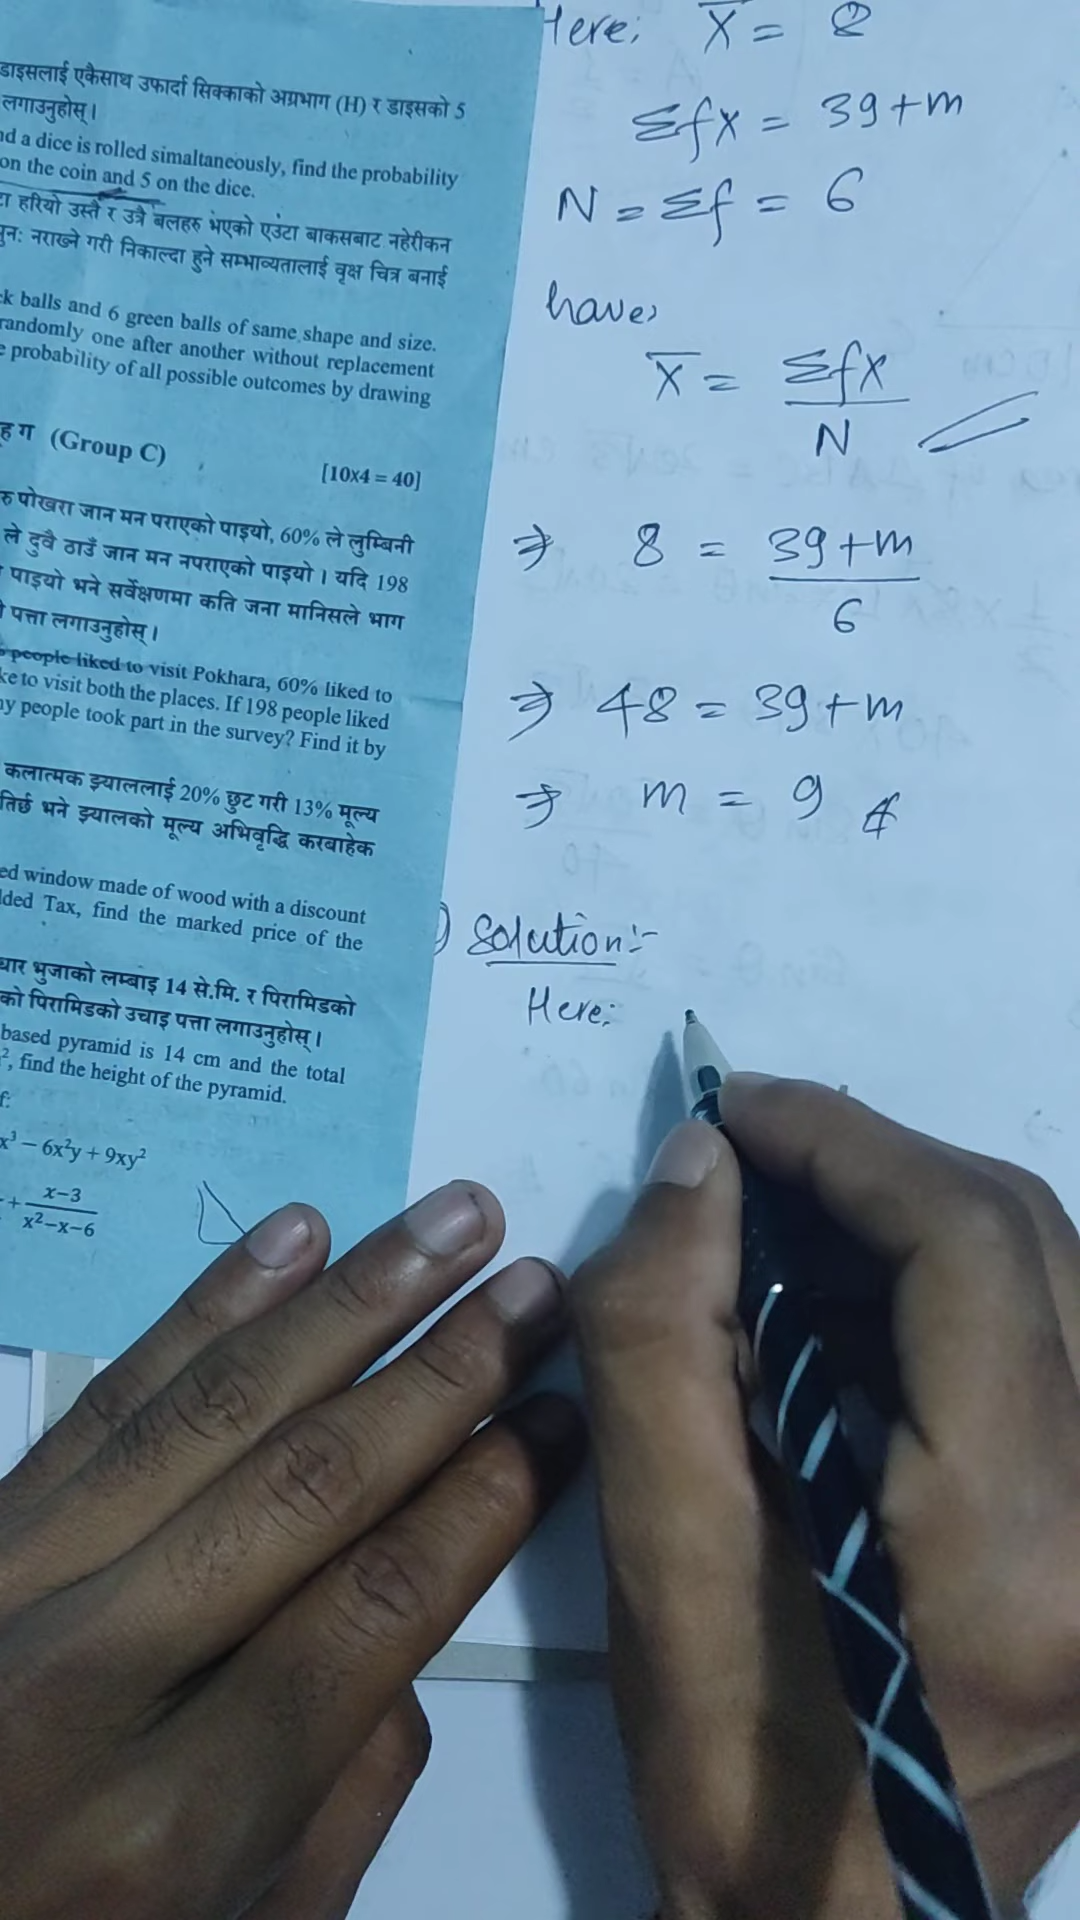 डाइसलाई एकैसाथ उफार्दा सिक्काको अग्रभाग (H) र डाइसको 5
लगाउनुहोस् ।
a dice is rolled simaltaneously, find the probability
on the coin and 5 on the dice.
हरियो उस्तै र उत्रै बलहरु भएको एउंटा बाकसबाट नहेरीकन
नराख्ने गरी निकाल्दा हुने सम्भाव्यतालाई वृक्ष चित्र बनाई
balls and 6 green balls of same shape and size.
randomly one after another without replacement
probability of all possible outcomes by drawing
ग (Group C)
[10x4 = 40]
पोखरा जान मन पराएको पाइयो, 60% ले लुम्बिनी
ले दुवै ठाउँ जान मन नपराएको पाइयो । यदि 198
पाइयो भने सर्वेक्षणमा कति जना मानिसले भाग
पत्ता लगाउनुहोस् ।
people liked to visit Pokhara, 60% liked to
to visit both the places. If 198 people liked
people took part in the survey? Find it by
कलात्मक झ्याललाई 20% छुट गरी 13% मूल्य
भने झ्यालको मूल्य अभिवृद्धि करबाहेक
window made of wood with a discount
Tax, find the marked price of the
भुजाको लम्बाइ 14 से.मि. र पिरामिडको
पिरामिडको उचाइ पत्ता लगाउनुहोस् ।
based pyramid is 14 cm and the total
², find the height of the pyramid.
x³ – 6x²y + 9xy²
+ x–3
x²–x–6
Here: X̄ = 8
Σfx = 39+m
N = Σf = 6
have,
X̄ = Σfx
N
⇒ 8 = 39+m
6
⇒ 48 = 39+m
⇒ m = 9
) Solution:-
Here: